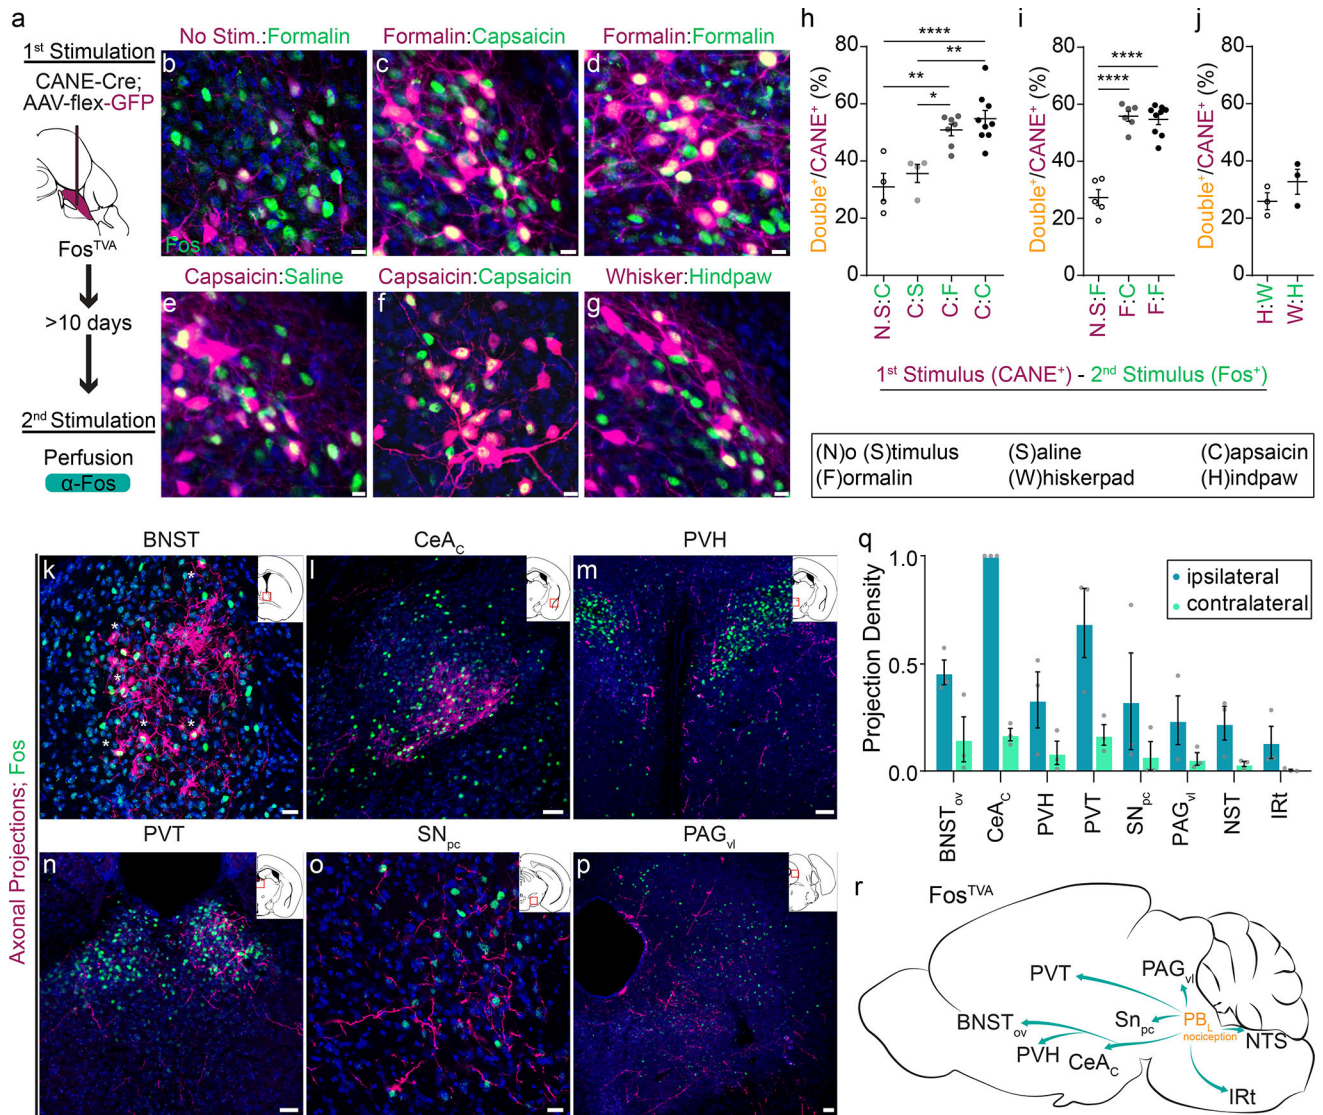 a
1st Stimulation
CANE-Cre;
AAV-flex-GFP
FosTVA
>10 days
2nd Stimulation
Perfusion
α-Fos
No Stim.:Formalin
b
Fos
Formalin:Capsaicin
c
Formalin:Formalin
d
Capsaicin:Saline
e
Capsaicin:Capsaicin
f
Whisker:Hindpaw
g
h
Double+/CANE+ (%)
80
60
40
20
0
****
**
**
*
N.S:C
C:S
C:F
C:C
i
Double+/CANE+ (%)
80
60
40
20
0
****
****
N.S:F
F:C
F:F
j
Double+/CANE+ (%)
80
60
40
20
0
H:W
W:H
1st Stimulus (CANE+) - 2nd Stimulus (Fos+)
(N)o (S)timulus (S)aline (C)apsaicin
(F)ormalin (W)hiskerpad (H)indpaw
Axonal Projections; Fos
BNST
k
* * * * * *
CeAC
l
PVH
m
PVT
n
SNpc
o
PAGvl
p
q
Projection Density
1.0
0.5
0.0
ipsilateral
contralateral
BNSTov
CeAC
PVH
PVT
SNpc
PAGvl
NST
IRt
r
FosTVA
PVT
PAGvl
BNSTov
Snpc
PBL
nociception
NTS
PVH
CeAC
IRt